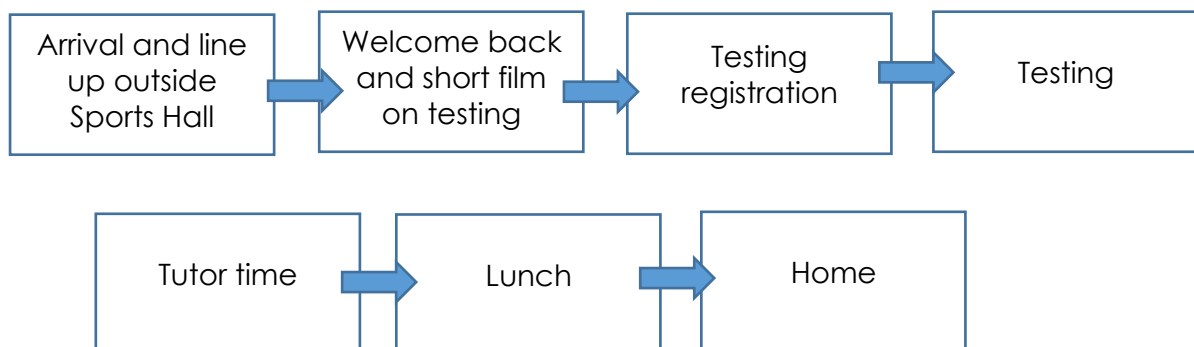 Arrival and line
up outside
Sports Hall
Welcome back
and short film
on testing
Testing
registration
Testing
Tutor time
Lunch
Home